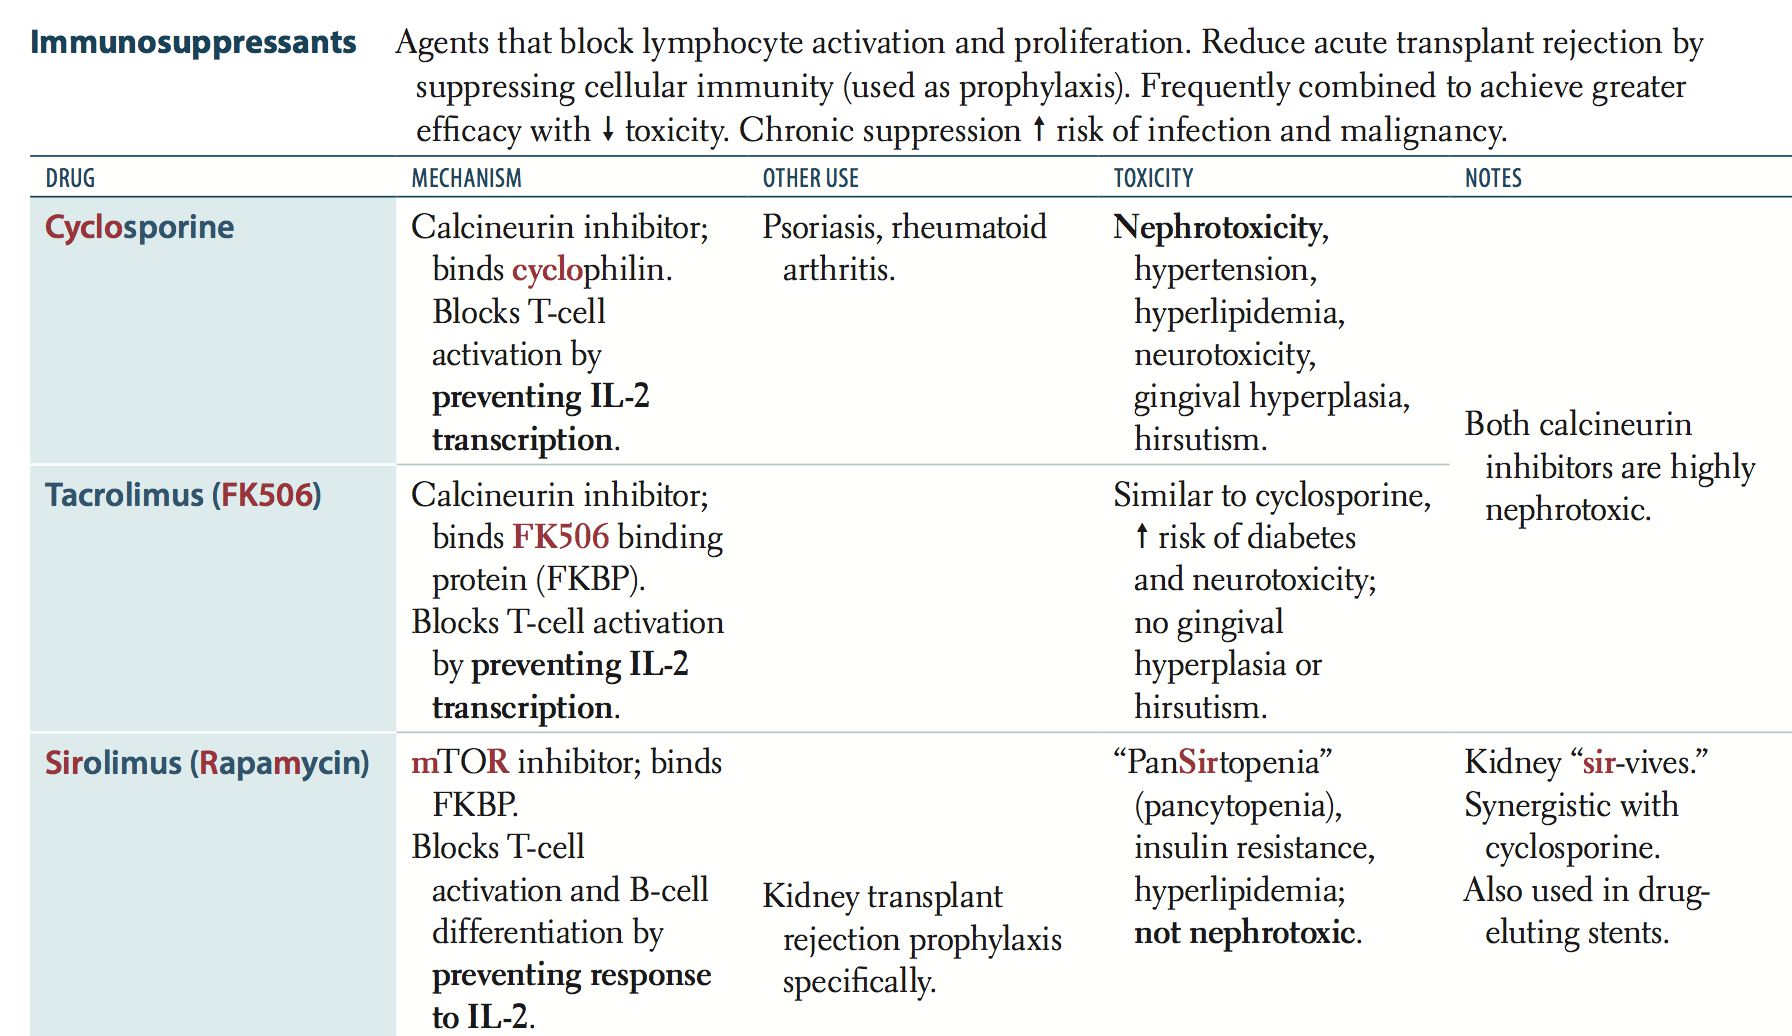 Immunosuppressants
Agents that block lymphocyte activation and proliferation. Reduce acute transplant rejection by
suppressing cellular immunity (used as prophylaxis). Frequently combined to achieve greater
efficacy with ↓ toxicity. Chronic suppression ↑ risk of infection and malignancy.
DRUG
MECHANISM
OTHER USE
TOXICITY
NOTES
Cyclosporine
Calcineurin inhibitor;
binds cyclophilin.
Blocks T-cell
activation by
preventing IL-2
transcription.
Psoriasis, rheumatoid
arthritis.
Nephrotoxicity,
hypertension,
hyperlipidemia,
neurotoxicity,
gingival hyperplasia,
hirsutism.
Both calcineurin
inhibitors are highly
nephrotoxic.
Tacrolimus (FK506)
Calcineurin inhibitor;
binds FK506 binding
protein (FKBP).
Blocks T-cell activation
by preventing IL-2
transcription.
Similar to cyclosporine,
↑ risk of diabetes
and neurotoxicity;
no gingival
hyperplasia or
hirsutism.
Sirolimus (Rapamycin)
mTOR inhibitor; binds
FKBP.
Blocks T-cell
activation and B-cell
differentiation by
preventing response
to IL-2.
Kidney transplant
rejection prophylaxis
specifically.
“PanSirtopenia”
(pancytopenia),
insulin resistance,
hyperlipidemia;
not nephrotoxic.
Kidney “sir-vives.”
Synergistic with
cyclosporine.
Also used in drug-
eluting stents.